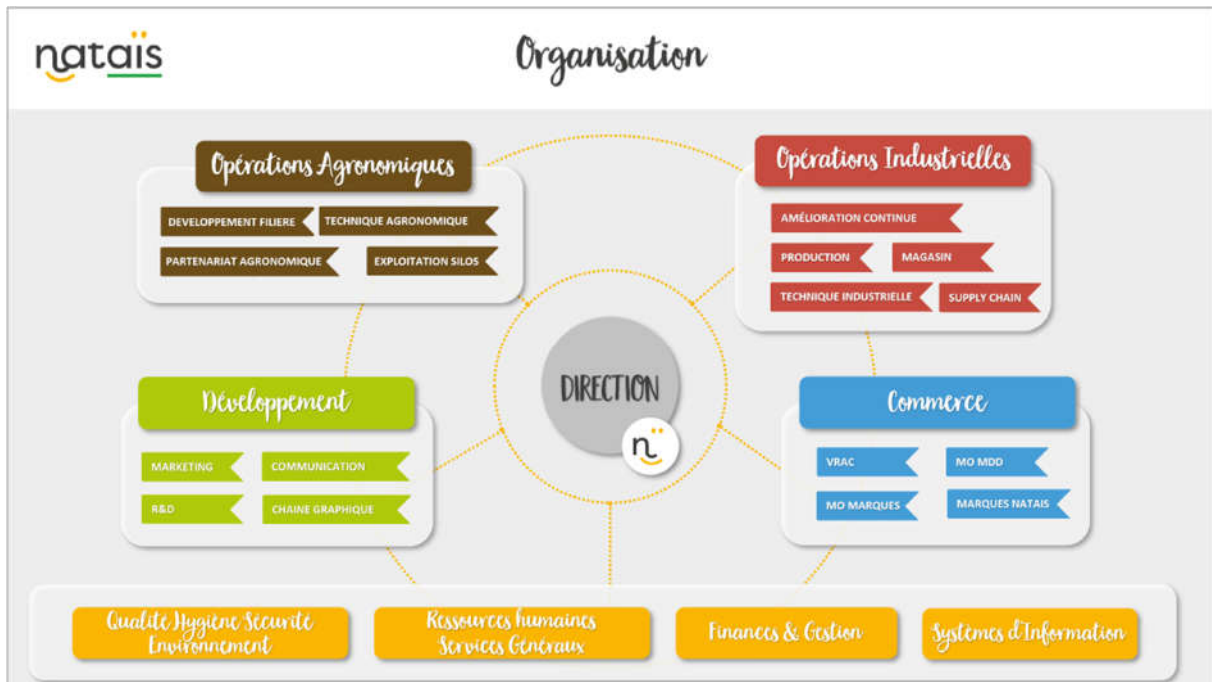 nataïs
Organisation
Opérations Agronomiques
DEVELOPPEMENT FILIERE
TECHNIQUE AGRONOMIQUE
PARTENARIAT AGRONOMIQUE
EXPLOITATION SILOS
Opérations Industrielles
AMÉLIORATION CONTINUE
PRODUCTION
MAGASIN
TECHNIQUE INDUSTRIELLE
SUPPLY CHAIN
DIRECTION
nï
Développement
MARKETING
COMMUNICATION
R&D
CHAINE GRAPHIQUE
Commerce
VRAC
MO MDD
MO MARQUES
MARQUES NATAIS
Qualité Hygiène Sécurité
Environnement
Ressources humaines
Services Généraux
Finances & Gestion
Systèmes d'Information